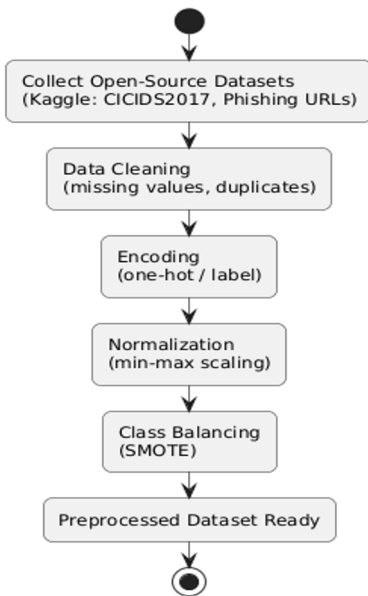 Collect Open-Source Datasets
(Kaggle: CICIDS2017, Phishing URLs)
Data Cleaning
(missing values, duplicates)
Encoding
(one-hot / label)
Normalization
(min-max scaling)
Class Balancing
(SMOTE)
Preprocessed Dataset Ready